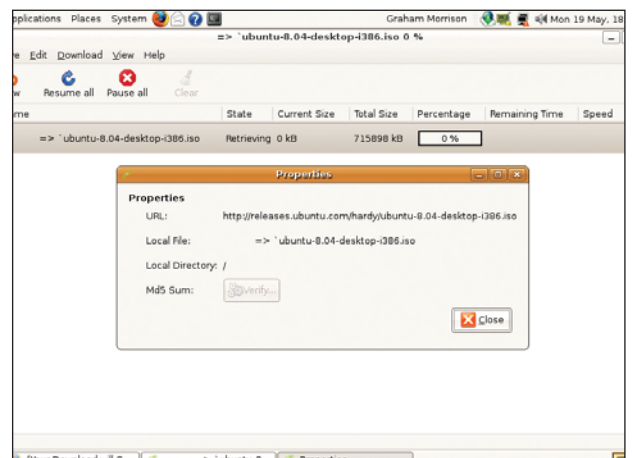 pplications Places System Graham Morrison Mon 19 May, 18
=> `ubuntu-8.04-desktop-i386.iso 0 %
e Edit Download View Help
w Resume all Pause all Clear
me State Current Size Total Size Percentage Remaining Time Speed
=> `ubuntu-8.04-desktop-i386.iso Retrieving 0 kB 715898 kB 0 %
Properties
Properties
URL: http://releases.ubuntu.com/hardy/ubuntu-8.04-desktop-i386.iso
Local File: => `ubuntu-8.04-desktop-i386.iso
Local Directory: /
Md5 Sum: Verify...
Close